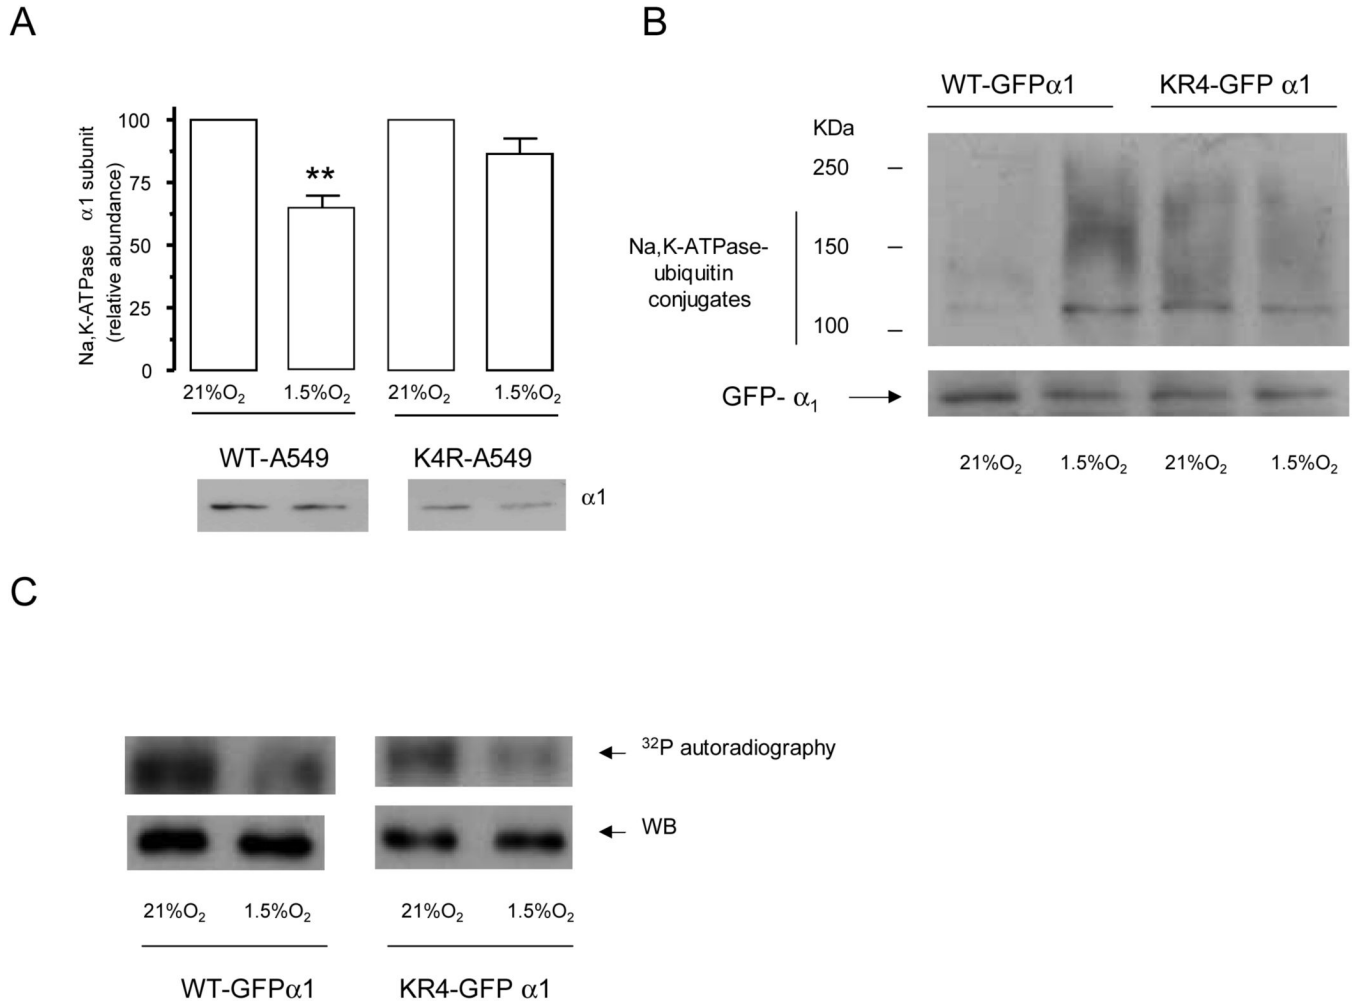 A
Na,K-ATPase α1 subunit
(relative abundance)
100
75
50
25
0
**
21%O₂ 1.5%O₂ 21%O₂ 1.5%O₂
WT-A549 K4R-A549
α1
B
WT-GFPα1 KR4-GFP α1
KDa
250
150
100
Na,K-ATPase-
ubiquitin
conjugates
GFP- α₁
21%O₂ 1.5%O₂ 21%O₂ 1.5%O₂
C
³²P autoradiography
WB
21%O₂ 1.5%O₂ 21%O₂ 1.5%O₂
WT-GFPα1 KR4-GFP α1